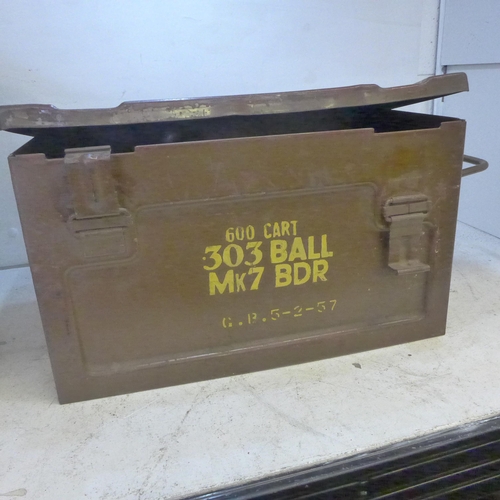 600 CART
303 BALL
MK7 BDR
G.B.5-2-57